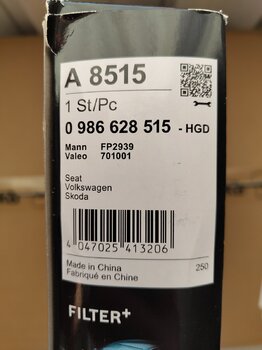 A 8515
1 St/Pc
0 986 628 515 - HGD
Mann FP2939
Valeo 701001
Seat
Volkswagen
Skoda
4 047025 413206
Made in China
Fabriqué en Chine
250
FILTER+